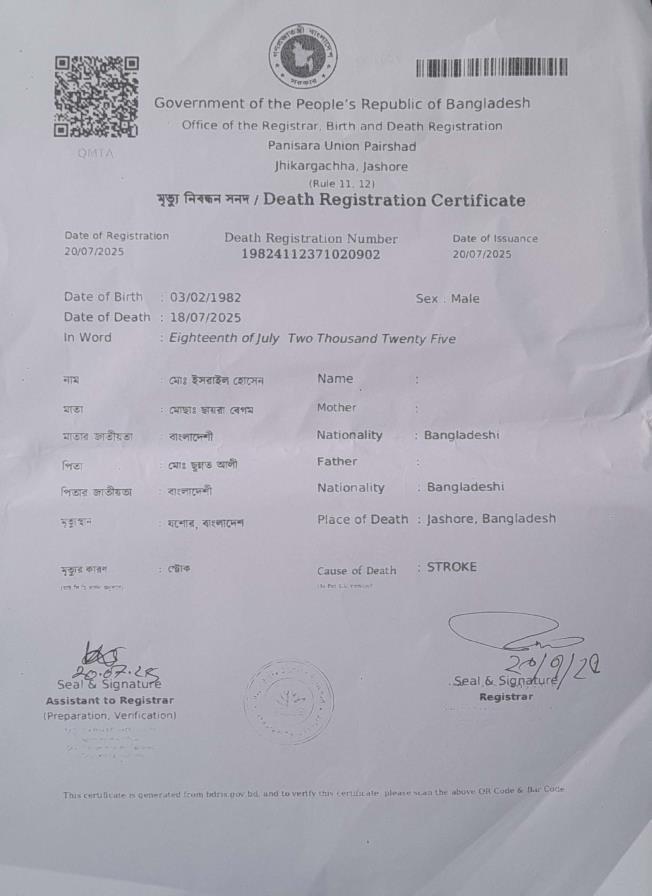 গণপ্রজাতন্ত্রী বাংলাদেশ
সরকার
QMTA
Government of the People's Republic of Bangladesh
Office of the Registrar, Birth and Death Registration
Panisara Union Pairshad
Jhikargachha, Jashore
(Rule 11, 12)
মৃত্যু নিবন্ধন সনদ / Death Registration Certificate
Date of Registration Death Registration Number Date of Issuance
20/07/2025 19824112371020902 20/07/2025
Date of Birth : 03/02/1982 Sex : Male
Date of Death : 18/07/2025
In Word : Eighteenth of July Two Thousand Twenty Five
নাম : মোঃ ইসরাইল হোসেন Name :
মাতা : মোছাঃ ছায়রা বেগম Mother :
মাতার জাতীয়তা : বাংলাদেশী Nationality : Bangladeshi
পিতা : মোঃ ছুন্নত আলী Father :
পিতার জাতীয়তা : বাংলাদেশী Nationality : Bangladeshi
মৃত্যুস্থান : যশোর, বাংলাদেশ Place of Death : Jashore, Bangladesh
মৃত্যুর কারণ : স্ট্রোক Cause of Death : STROKE
20.07.25
Seal & Signature Seal & Signature
Assistant to Registrar Registrar
(Preparation, Verification)
This certificate is generated from bdris.gov.bd, and to verify this certificate, please scan the above QR Code & Bar Code